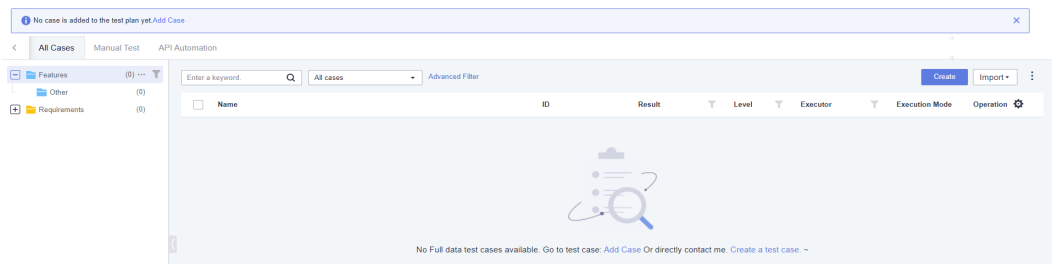 No case is added to the test plan yet.Add Case
All Cases Manual Test API Automation
Features (0)
Other (0)
Requirements (0)
Enter a keyword. All cases Advanced Filter Create Import
Name ID Result Level Executor Execution Mode Operation
No Full data test cases available. Go to test case: Add Case Or directly contact me. Create a test case. ~